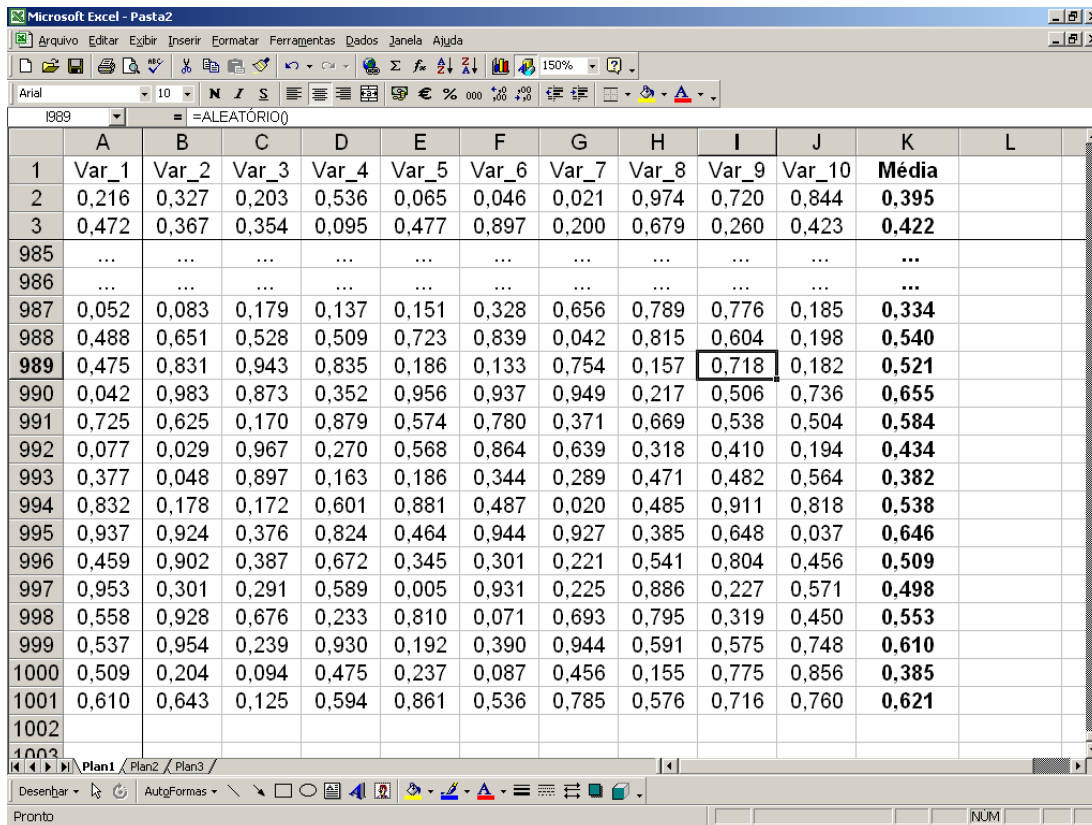 Microsoft Excel - Pasta2
Arquivo Editar Exibir Inserir Formatar Ferramentas Dados Janela Ajuda
150%
Arial 10 N I S € % 000
I989 = =ALEATÓRIO()
A B C D E F G H I J K L
1 Var_1 Var_2 Var_3 Var_4 Var_5 Var_6 Var_7 Var_8 Var_9 Var_10 Média
2 0,216 0,327 0,203 0,536 0,065 0,046 0,021 0,974 0,720 0,844 0,395
3 0,472 0,367 0,354 0,095 0,477 0,897 0,200 0,679 0,260 0,423 0,422
985 ... ... ... ... ... ... ... ... ... ... ...
986 ... ... ... ... ... ... ... ... ... ... ...
987 0,052 0,083 0,179 0,137 0,151 0,328 0,656 0,789 0,776 0,185 0,334
988 0,488 0,651 0,528 0,509 0,723 0,839 0,042 0,815 0,604 0,198 0,540
989 0,475 0,831 0,943 0,835 0,186 0,133 0,754 0,157 0,718 0,182 0,521
990 0,042 0,983 0,873 0,352 0,956 0,937 0,949 0,217 0,506 0,736 0,655
991 0,725 0,625 0,170 0,879 0,574 0,780 0,371 0,669 0,538 0,504 0,584
992 0,077 0,029 0,967 0,270 0,568 0,864 0,639 0,318 0,410 0,194 0,434
993 0,377 0,048 0,897 0,163 0,186 0,344 0,289 0,471 0,482 0,564 0,382
994 0,832 0,178 0,172 0,601 0,881 0,487 0,020 0,485 0,911 0,818 0,538
995 0,937 0,924 0,376 0,824 0,464 0,944 0,927 0,385 0,648 0,037 0,646
996 0,459 0,902 0,387 0,672 0,345 0,301 0,221 0,541 0,804 0,456 0,509
997 0,953 0,301 0,291 0,589 0,005 0,931 0,225 0,886 0,227 0,571 0,498
998 0,558 0,928 0,676 0,233 0,810 0,071 0,693 0,795 0,319 0,450 0,553
999 0,537 0,954 0,239 0,930 0,192 0,390 0,944 0,591 0,575 0,748 0,610
1000 0,509 0,204 0,094 0,475 0,237 0,087 0,456 0,155 0,775 0,856 0,385
1001 0,610 0,643 0,125 0,594 0,861 0,536 0,785 0,576 0,716 0,760 0,621
1002
1003
Plan1 / Plan2 / Plan3 /
Desenhar AutoFormas
Pronto NÚM